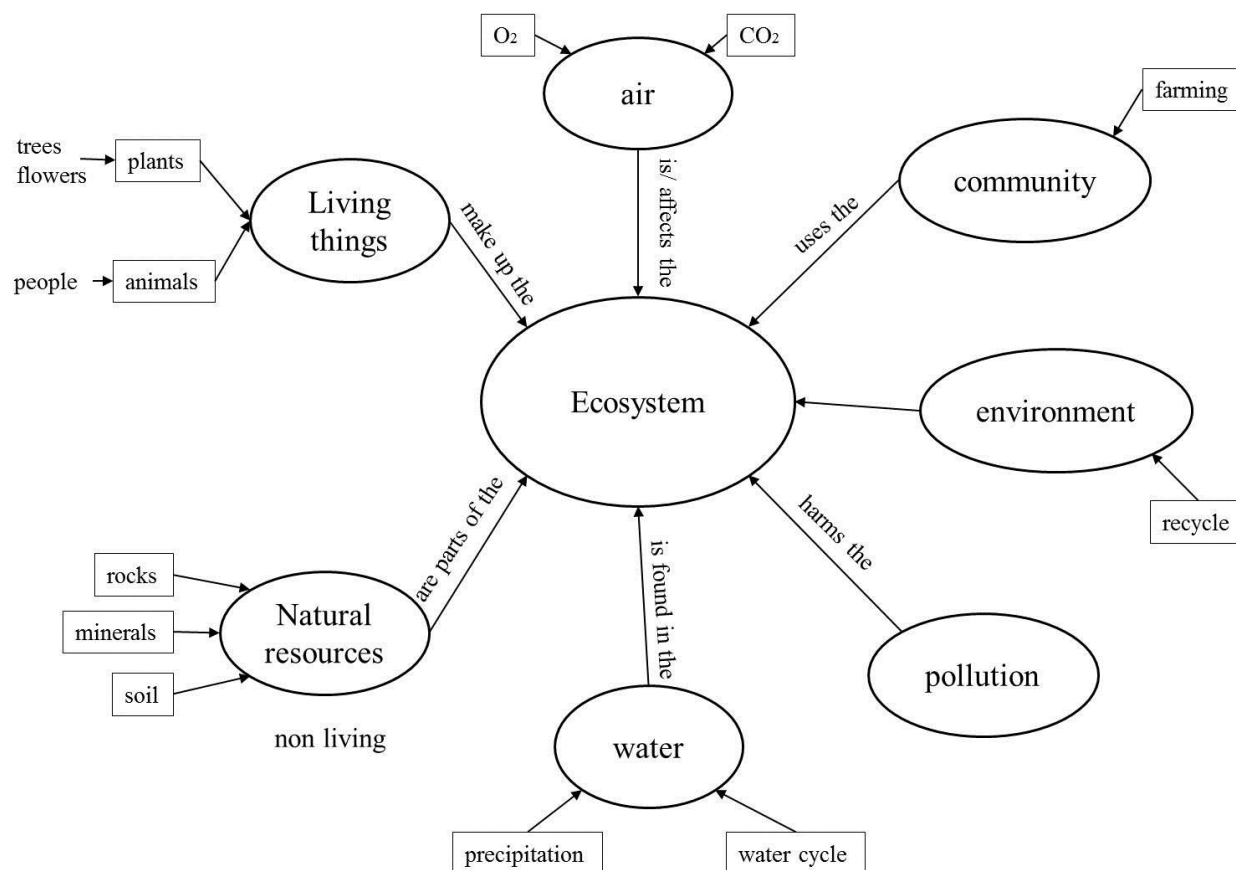 O₂
CO₂
air
farming
trees
flowers
plants
Living
things
community
make up the
is/ affects the
uses the
people
animals
Ecosystem
environment
recycle
are parts of the
is found in the
harms the
rocks
minerals
soil
Natural
resources
non living
pollution
water
precipitation
water cycle